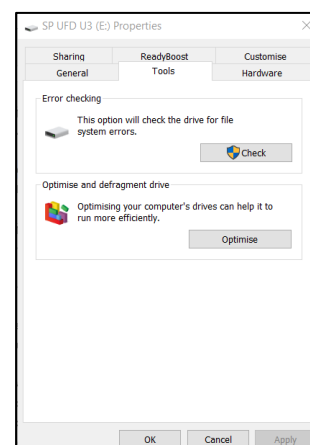 SP UFD U3 (E:) Properties
Sharing ReadyBoost Customise
General Tools Hardware
Error checking
This option will check the drive for file
system errors.
Check
Optimise and defragment drive
Optimising your computer's drives can help it to
run more efficiently.
Optimise
OK Cancel Apply